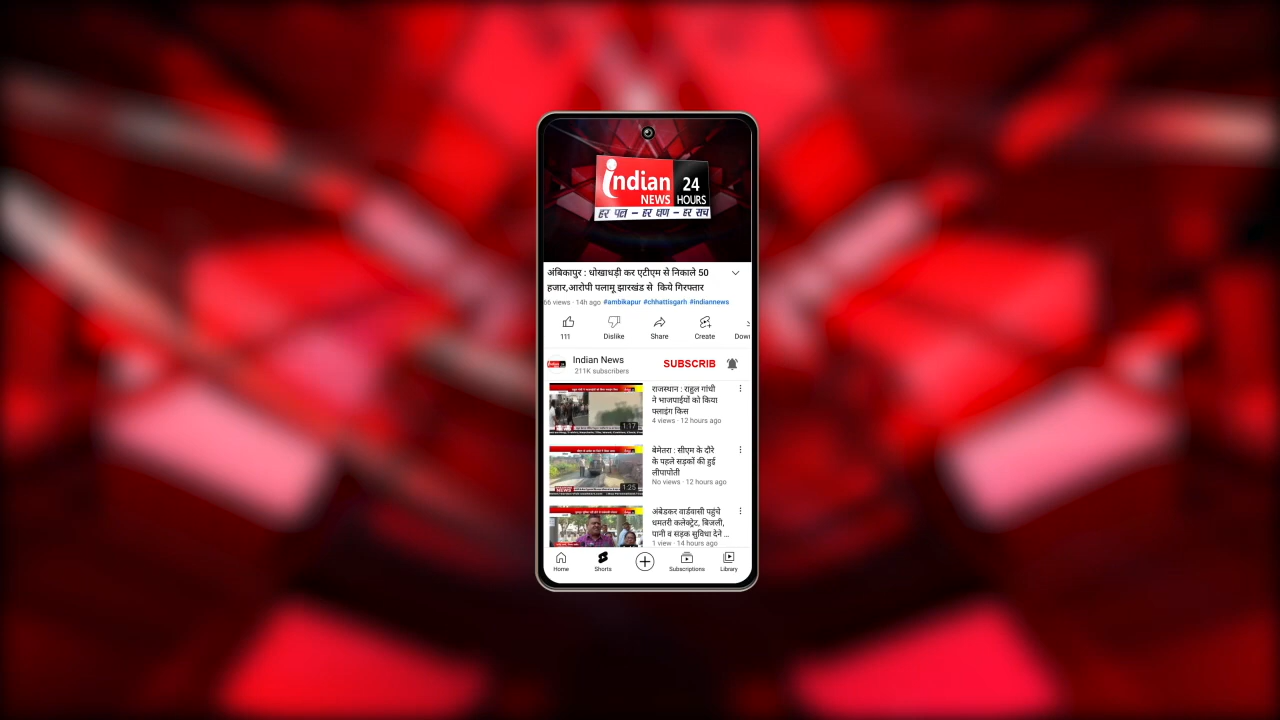 indian
NEWS
24
HOURS
हर पल – हर क्षण – हर सच
अंबिकापुर : धोखाधड़ी कर एटीएम से निकाले 50
हजार,आरोपी पलामू झारखंड से किये गिरफ्तार
66 views · 14h ago #ambikapur #chhattisgarh #indiannews
111 Dislike Share Create Down
Indian News
211K subscribers
SUBSCRIB
राजस्थान : राहुल गांधी
ने भाजपाईयों को किया
फ्लाइंग किस
4 views · 12 hours ago
1:17
बेमेतरा : सीएम के दौरे
के पहले सड़कों की हुई
लीपापोती
No views · 12 hours ago
1:25
अंबेडकर वार्डवासी पहुंचे
धमतरी कलेक्ट्रेट, बिजली,
पानी व सड़क सुविधा देने ...
1 view · 14 hours ago
Home Shorts Subscriptions Library